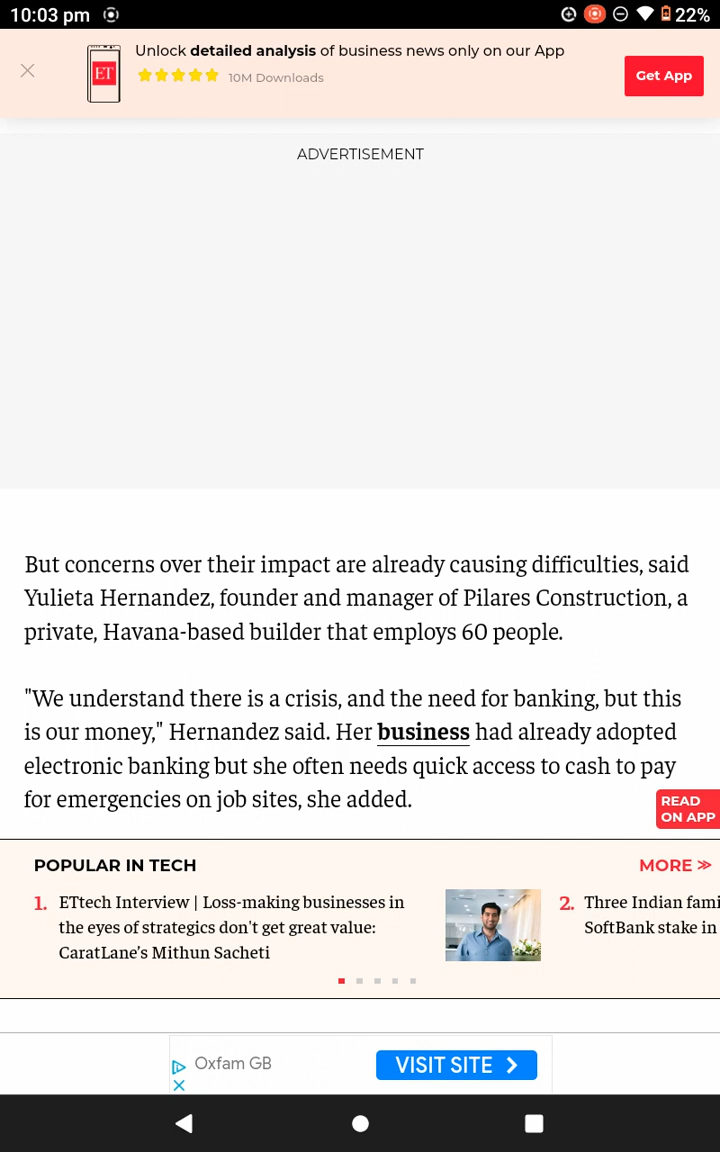 10:03 pm
22%
Unlock detailed analysis of business news only on our App
ET
10M Downloads
Get App
ADVERTISEMENT
But concerns over their impact are already causing difficulties, said
Yulieta Hernandez, founder and manager of Pilares Construction, a
private, Havana-based builder that employs 60 people.
"We understand there is a crisis, and the need for banking, but this
is our money," Hernandez said. Her business had already adopted
electronic banking but she often needs quick access to cash to pay
for emergencies on job sites, she added.
READ
ON APP
POPULAR IN TECH
MORE >>
1. ETtech Interview | Loss-making businesses in
the eyes of strategics don't get great value:
CaratLane's Mithun Sacheti
2. Three Indian fami
SoftBank stake in
Oxfam GB
VISIT SITE